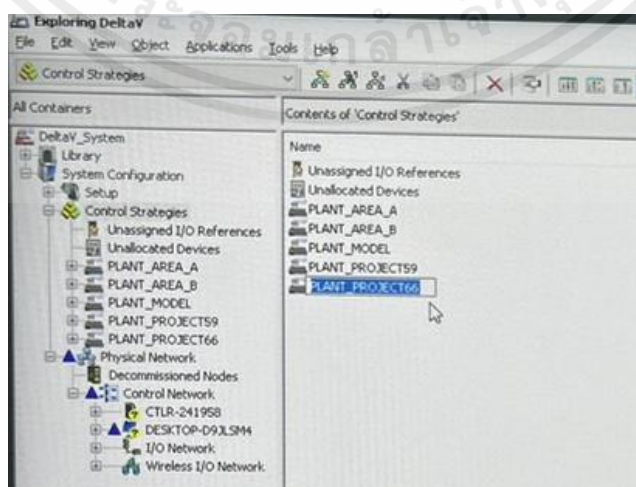 Exploring DeltaV
File Edit View Object Applications Tools Help
Control Strategies
All Containers
Contents of 'Control Strategies'
DeltaV_System
Library
System Configuration
Setup
Control Strategies
Unassigned I/O References
Unallocated Devices
PLANT_AREA_A
PLANT_AREA_B
PLANT_MODEL
PLANT_PROJECT59
PLANT_PROJECT66
Physical Network
Decommissioned Nodes
Control Network
CTLR-241958
DESKTOP-D9JLSM4
I/O Network
Wireless I/O Network
Name
Unassigned I/O References
Unallocated Devices
PLANT_AREA_A
PLANT_AREA_B
PLANT_MODEL
PLANT_PROJECT59
PLANT_PROJECT66